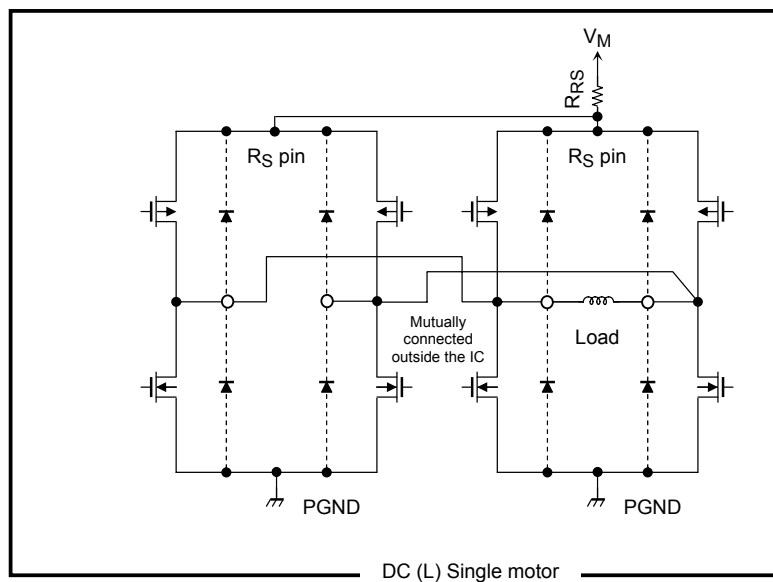 VM
RRS
RS pin
RS pin
Mutually
connected
outside the IC
Load
PGND
PGND
DC (L) Single motor